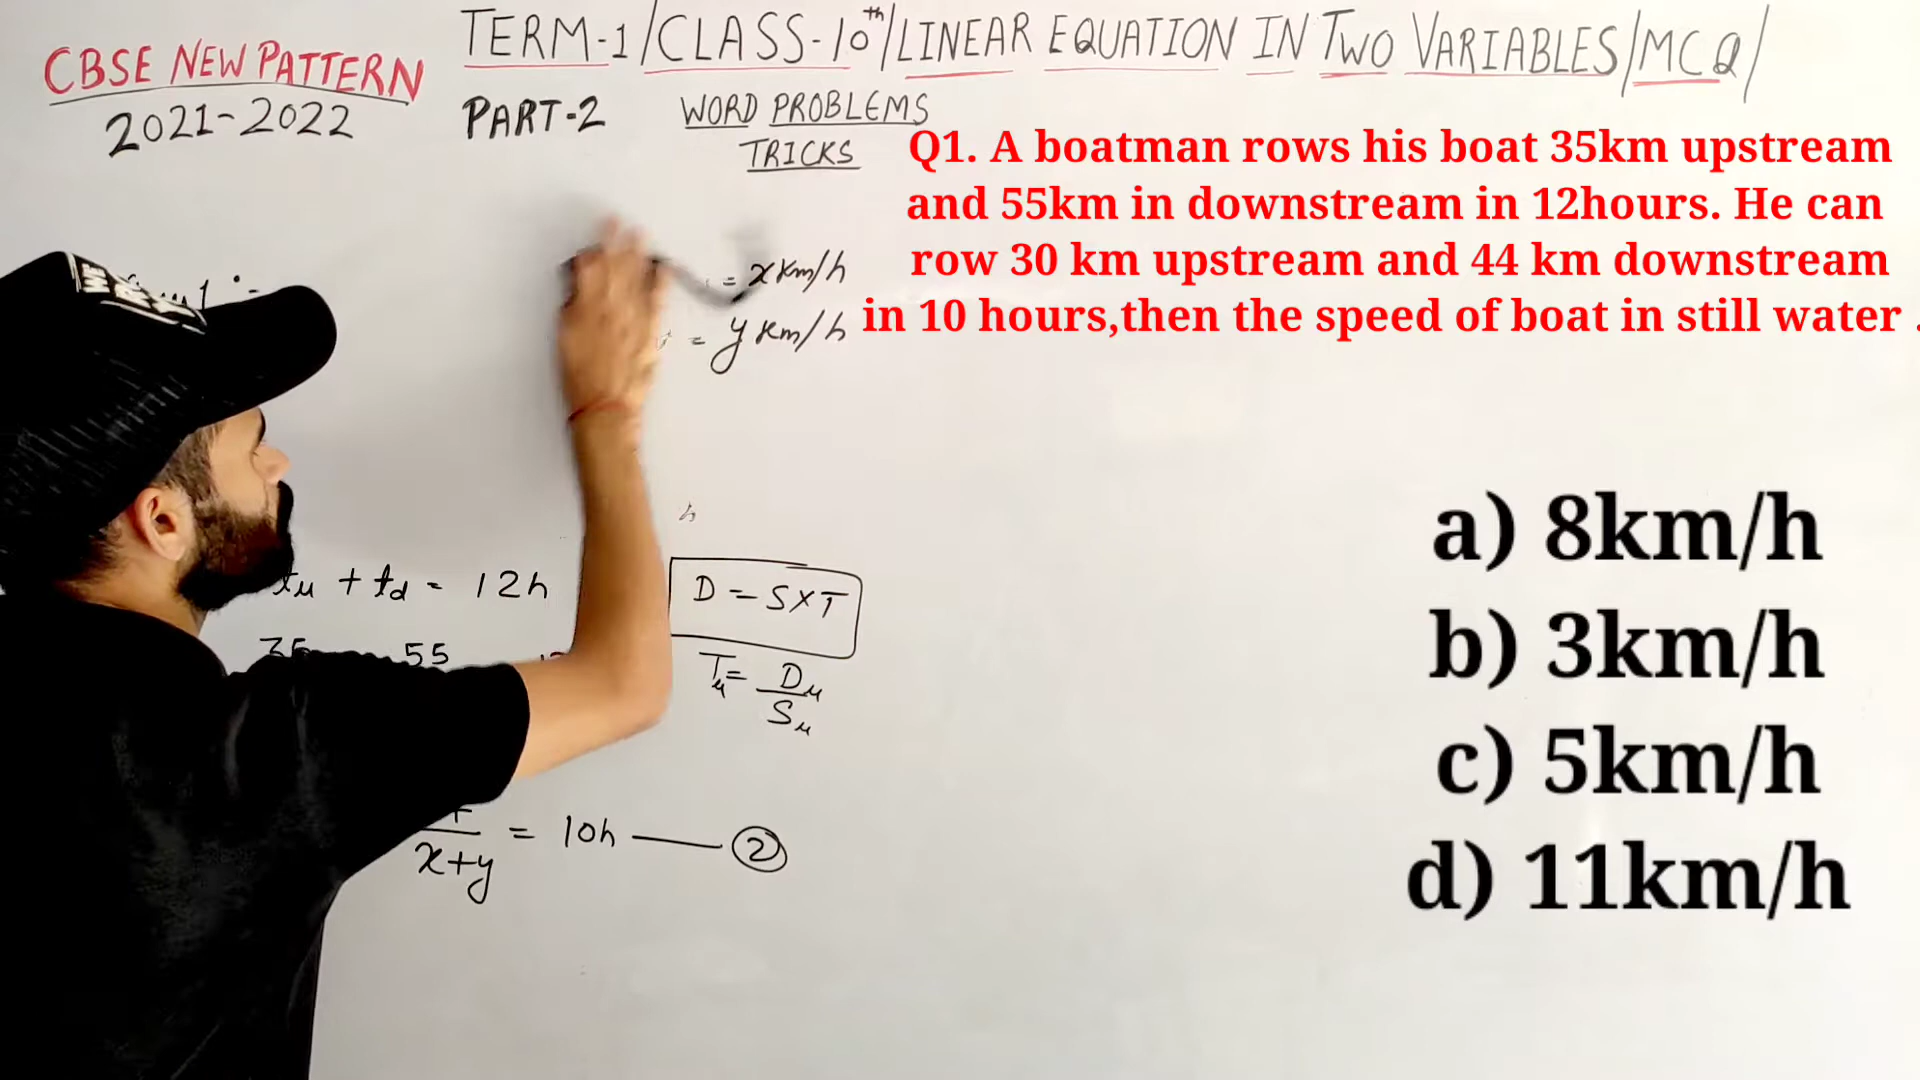 CBSE NEW PATTERN
2021-2022
TERM-1/CLASS-10th/LINEAR EQUATION IN TWO VARIABLES/MCQ/
PART-2
WORD PROBLEMS
TRICKS
Q1. A boatman rows his boat 35km upstream
and 55km in downstream in 12hours. He can
row 30 km upstream and 44 km downstream
in 10 hours,then the speed of boat in still water .
= x km/h
= y km/h
h
tu + td = 12h
35 55
D = S×T
Tu = Du/Su
x+y = 10h — ②
a) 8km/h
b) 3km/h
c) 5km/h
d) 11km/h